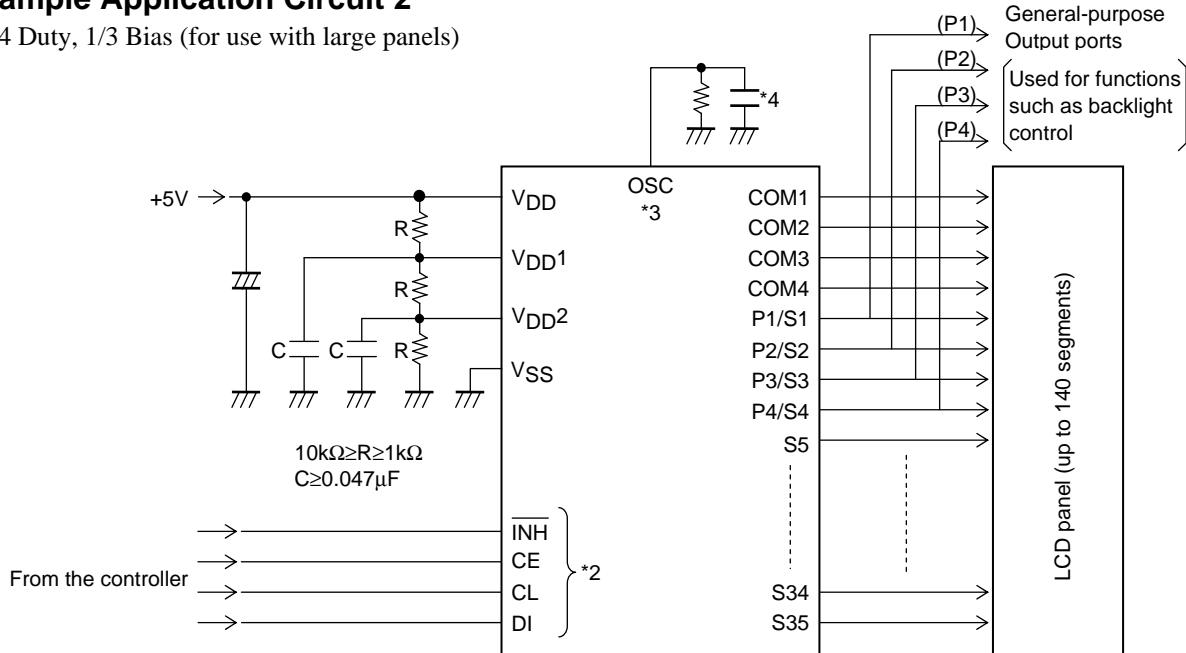 ample Application Circuit 2
4 Duty, 1/3 Bias (for use with large panels)
(P1)
General-purpose
Output ports
(P2)
(P3)
(P4)
Used for functions
such as backlight
control
*4
+5V
VDD
OSC
*3
COM1
R
COM2
VDD1
COM3
R
COM4
VDD2
P1/S1
C
C
R
P2/S2
VSS
P3/S3
P4/S4
S5
10kΩ≥R≥1kΩ
C≥0.047μF
LCD panel (up to 140 segments)
INH
CE
From the controller
*2
CL
S34
DI
S35